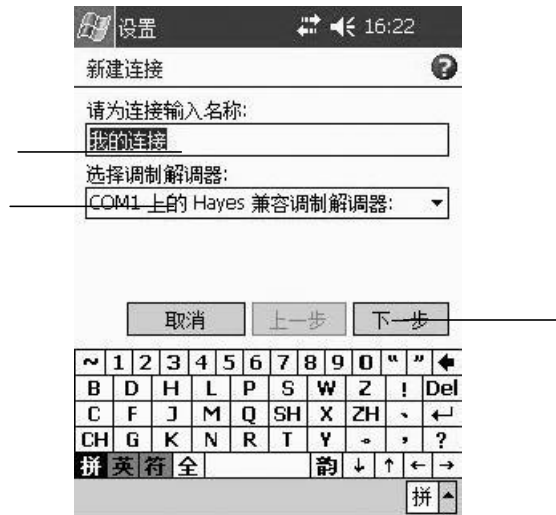 设置 16:22
新建连接
请为连接输入名称:
我的连接
选择调制解调器:
COM1 上的 Hayes 兼容调制解调器:
取消 上一步 下一步
~ 1 2 3 4 5 6 7 8 9 0 “ ”
B D H L P S W Z ! Del
C F J M Q SH X ZH 、
CH G K N R T Y 。 , ?
拼 英 符 全 韵 ↓ ↑ ← →
拼